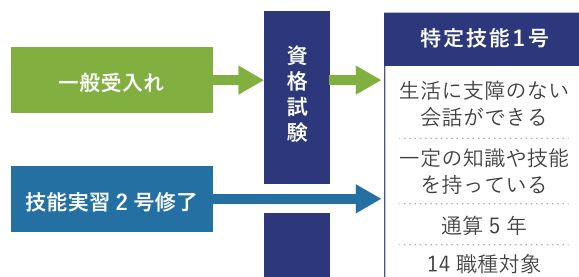 一般受入れ
技能実習2号修了
資格試験
特定技能1号
生活に支障のない
会話ができる
一定の知識や技能
を持っている
通算5年
14職種対象